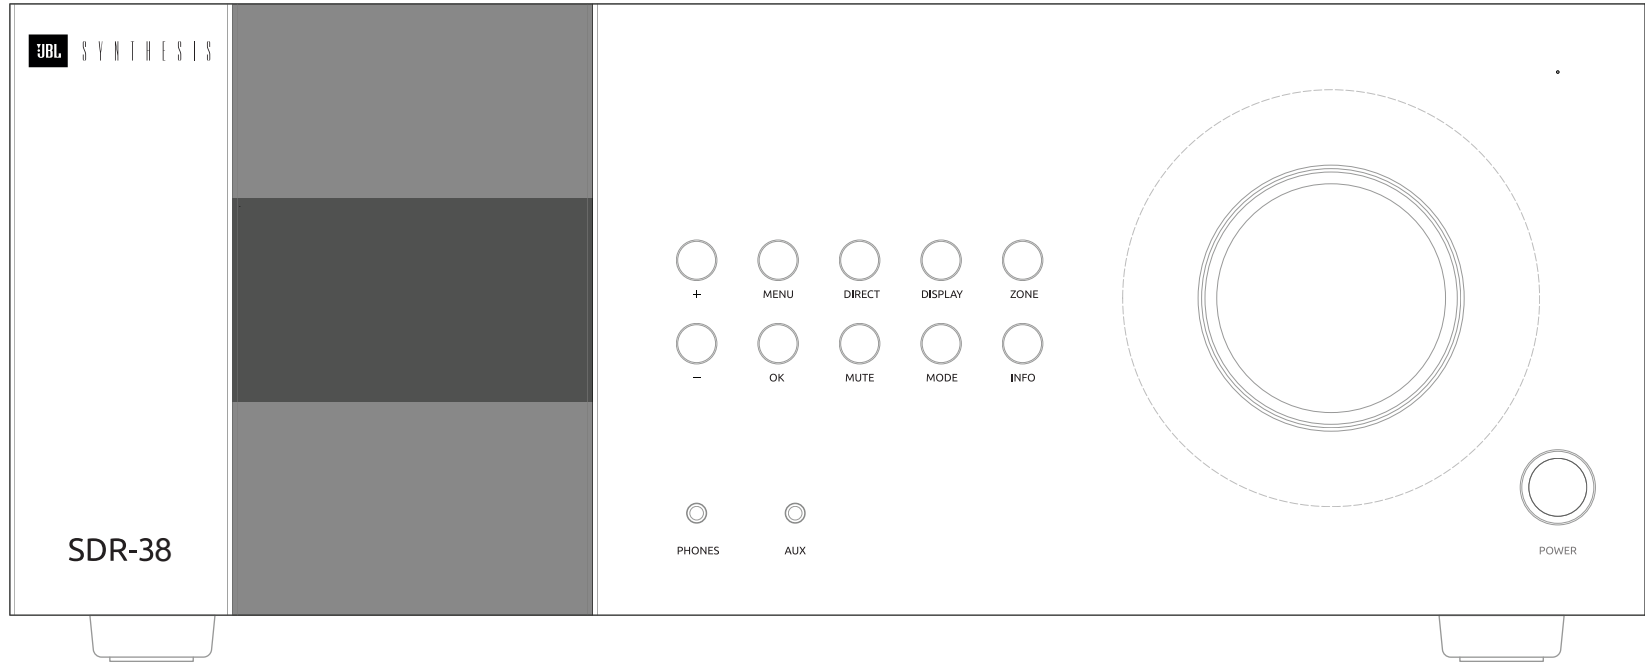 JBL SYNTHESIS
+ MENU DIRECT DISPLAY ZONE
− OK MUTE MODE INFO
SDR-38
PHONES AUX POWER